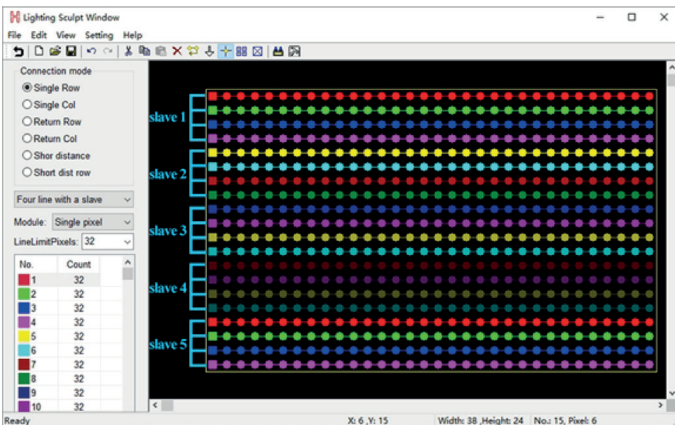 Lighting Sculpt Window
File Edit View Setting Help
Connection mode
Single Row
Single Col
Return Row
Return Col
Shor distance
Short dist row
Four line with a slave
Module: Single pixel
LineLimitPixels: 32
No. Count
1 32
2 32
3 32
4 32
5 32
6 32
7 32
8 32
9 32
10 32
slave 1
slave 2
slave 3
slave 4
slave 5
Ready
X: 6 ,Y: 15
Width: 38 ,Height: 24
No.: 15, Pixel: 6